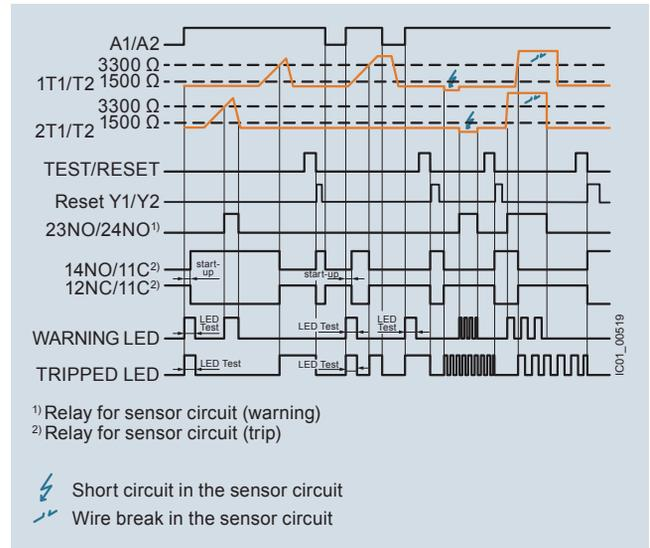 A1/A2
3300 Ω
1T1/T2 1500 Ω
3300 Ω
2T1/T2 1500 Ω
TEST/RESET
Reset Y1/Y2
23NO/24NO1)
14NO/11C2)
start-
up
start-up
12NC/11C2)
LED
Test
LED Test
LED
Test
WARNING LED
LED Test
LED Test
TRIPPED LED
IC01_00519
1) Relay for sensor circuit (warning)
2) Relay for sensor circuit (trip)
Short circuit in the sensor circuit
Wire break in the sensor circuit